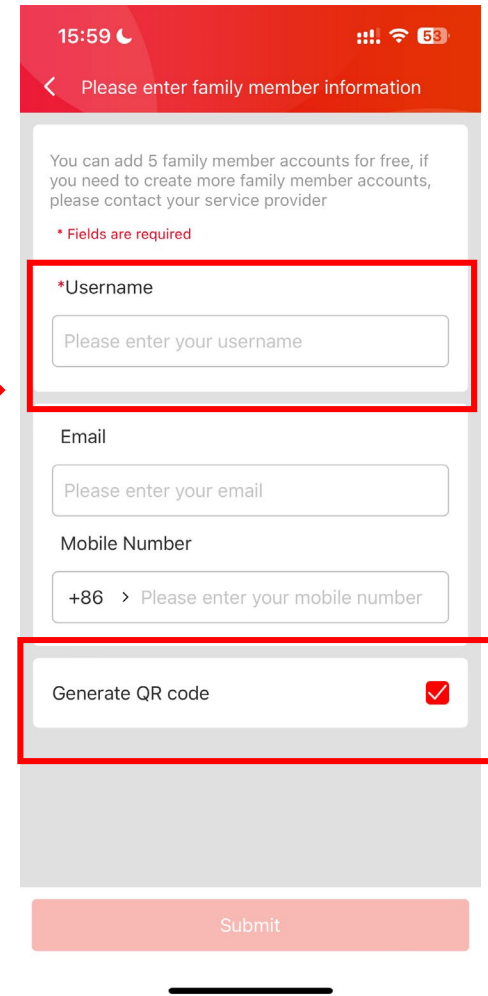 15:59
53
Please enter family member information
You can add 5 family member accounts for free, if
you need to create more family member accounts,
please contact your service provider
* Fields are required
*Username
Please enter your username
Email
Please enter your email
Mobile Number
+86 > Please enter your mobile number
Generate QR code
Submit